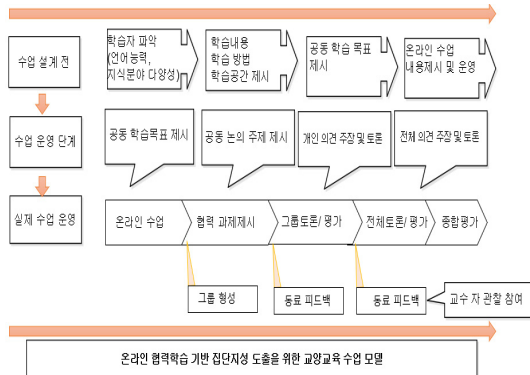 수업 설계 전
학습자 파악
(언어능력,
지식분야 다양성)
학습내용
학습 방법
학습공간 제시
공동 학습 목표
제시
온라인 수업
내용제시 및 운영
수업 운영 단계
공동 학습목표 제시
공동 논의 주제 제시
개인 의견 주장 및 토론
전체 의견 주장 및 토론
실제 수업 운영
온라인 수업
협력 과제제시
그룹토론/ 평가
전체토론/ 평가
종합평가
그룹 형성
동료 피드백
동료 피드백
교수 자 관찰 참여
온라인 협력학습 기반 집단지성 도출을 위한 교양교육 수업 모델